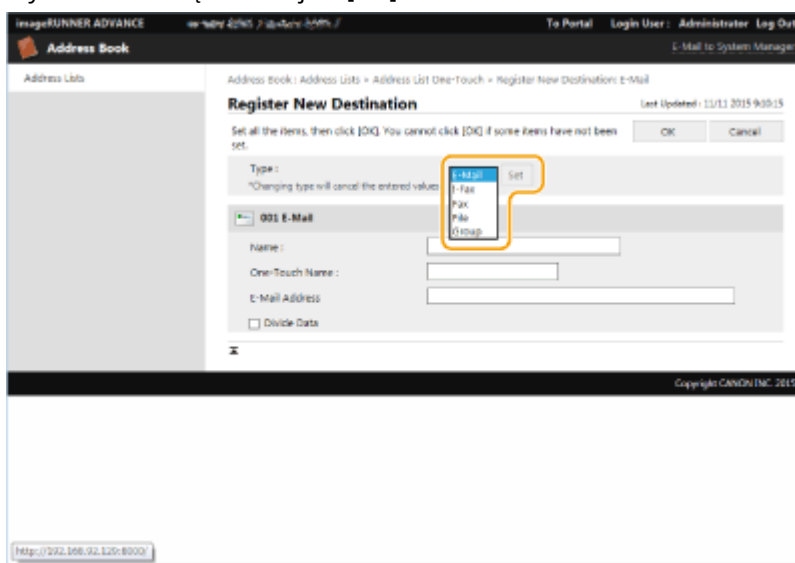 [
imageRUNNER ADVANCE To Portal Login User : Administrator Log Out
Address Book E-Mail to System Manager
Address Lists
Address Book : Address Lists > Address List One-Touch > Register New Destination: E-Mail
Register New Destination Last Updated : 11/11 2015 9:10:15
Set all the items, then click [OK]. You cannot click [OK] if some items have not been set. OK Cancel
Type : E-Mail Set
*Changing type will cancel the entered values
I-Fax
Fax
File
Group
001 E-Mail
Name :
One-Touch Name :
E-Mail Address
Divide Data
Copyright CANON INC. 2015
http://192.168.92.129:8000/